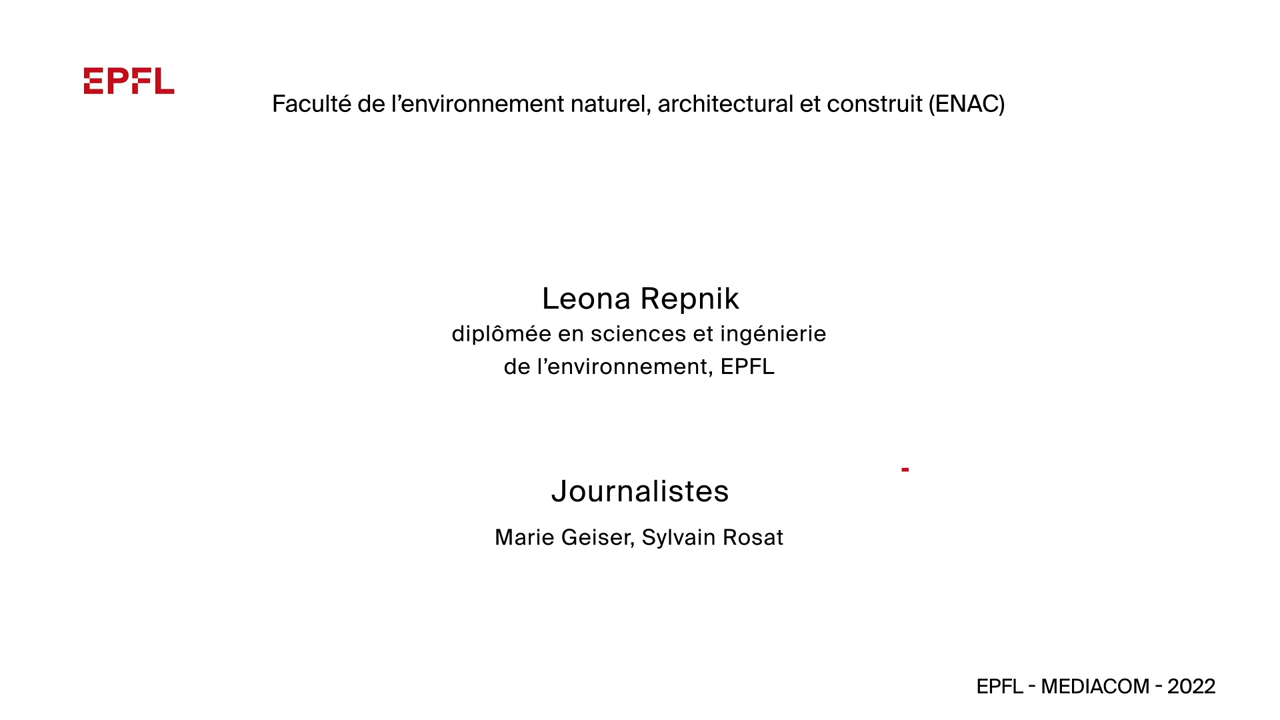 EPFL
Faculté de l’environnement naturel, architectural et construit (ENAC)
Leona Repnik
diplômée en sciences et ingénierie
de l’environnement, EPFL
Journalistes
Marie Geiser, Sylvain Rosat
EPFL - MEDIACOM - 2022